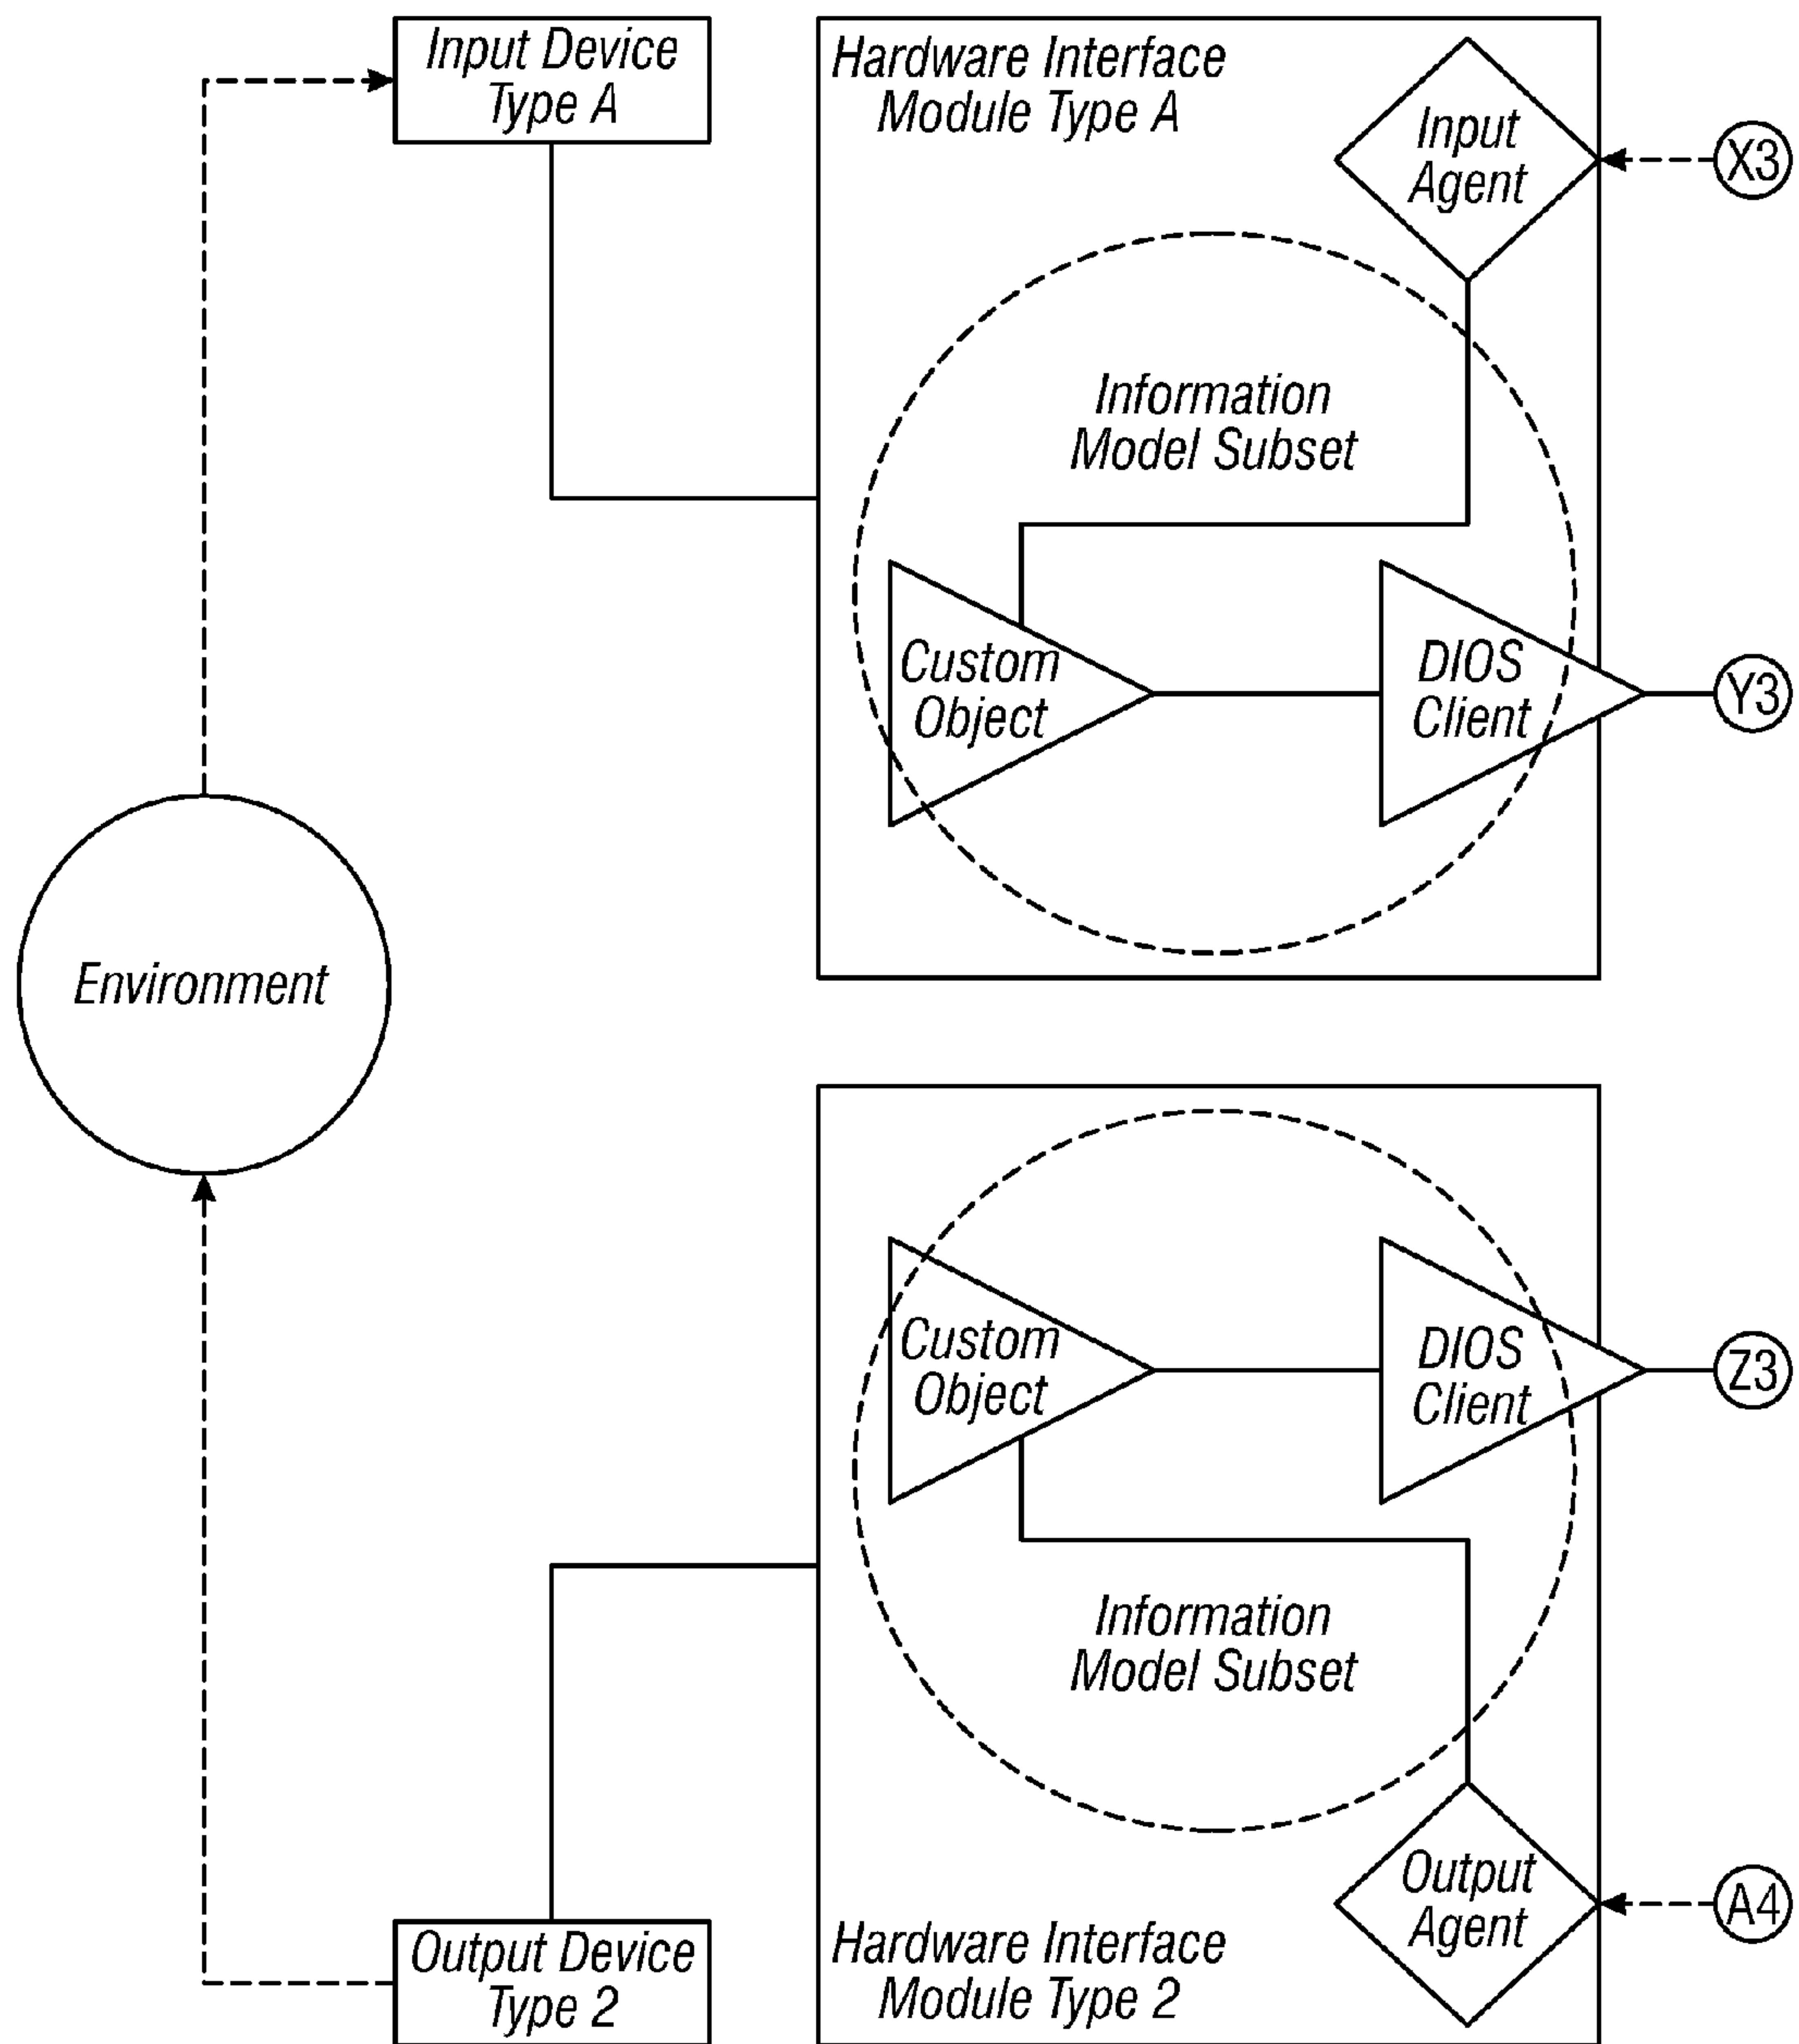 Input Device
Type A
Hardware Interface
Module Type A
Input
Agent
X3
Information
Model Subset
Custom
Object
DIOS
Client
Y3
Environment
Custom
Object
DIOS
Client
Z3
Information
Model Subset
Output
Agent
A4
Output Device
Type 2
Hardware Interface
Module Type 2